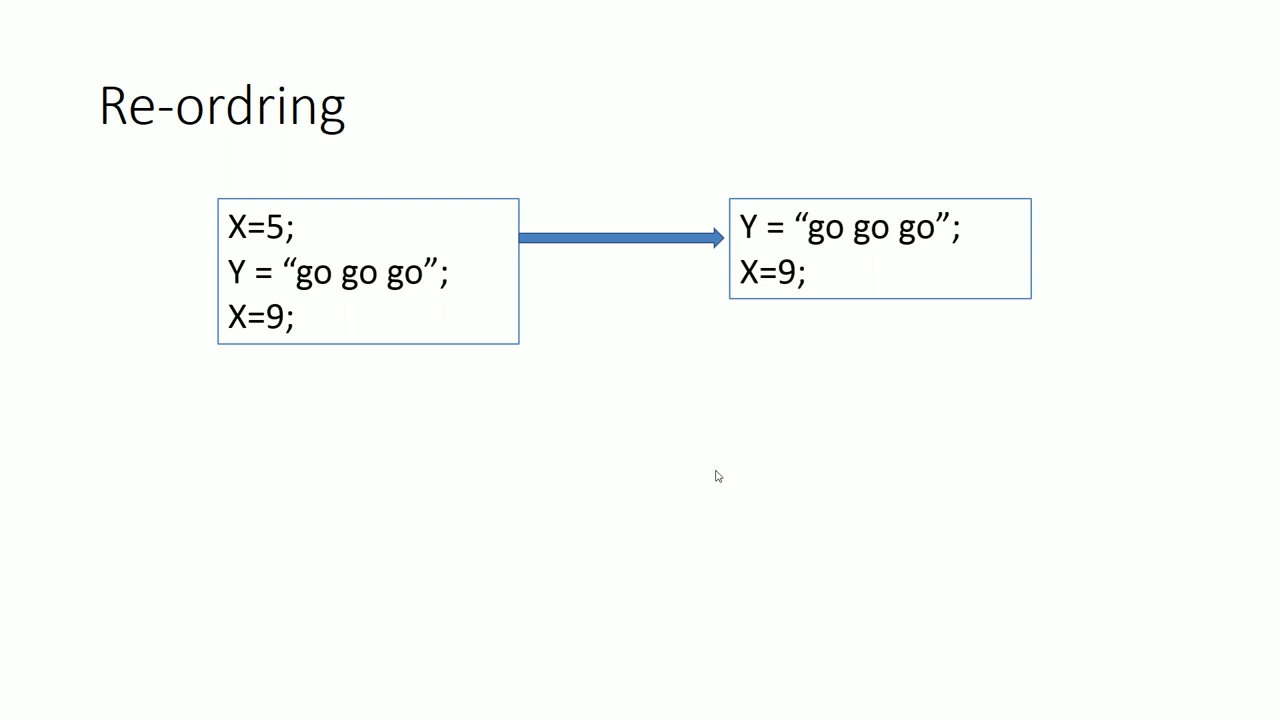 Re-ordring
X=5;
Y = “go go go”;
X=9;
Y = “go go go”;
X=9;